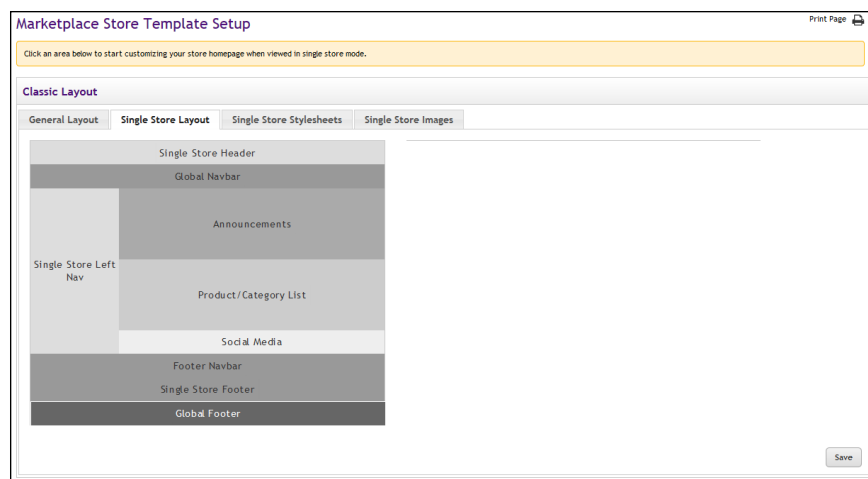 Marketplace Store Template Setup
Print Page
Click an area below to start customizing your store homepage when viewed in single store mode.
Classic Layout
General Layout
Single Store Layout
Single Store Stylesheets
Single Store Images
Single Store Header
Global Navbar
Announcements
Single Store Left
Nav
Product/Category List
Social Media
Footer Navbar
Single Store Footer
Global Footer
Save